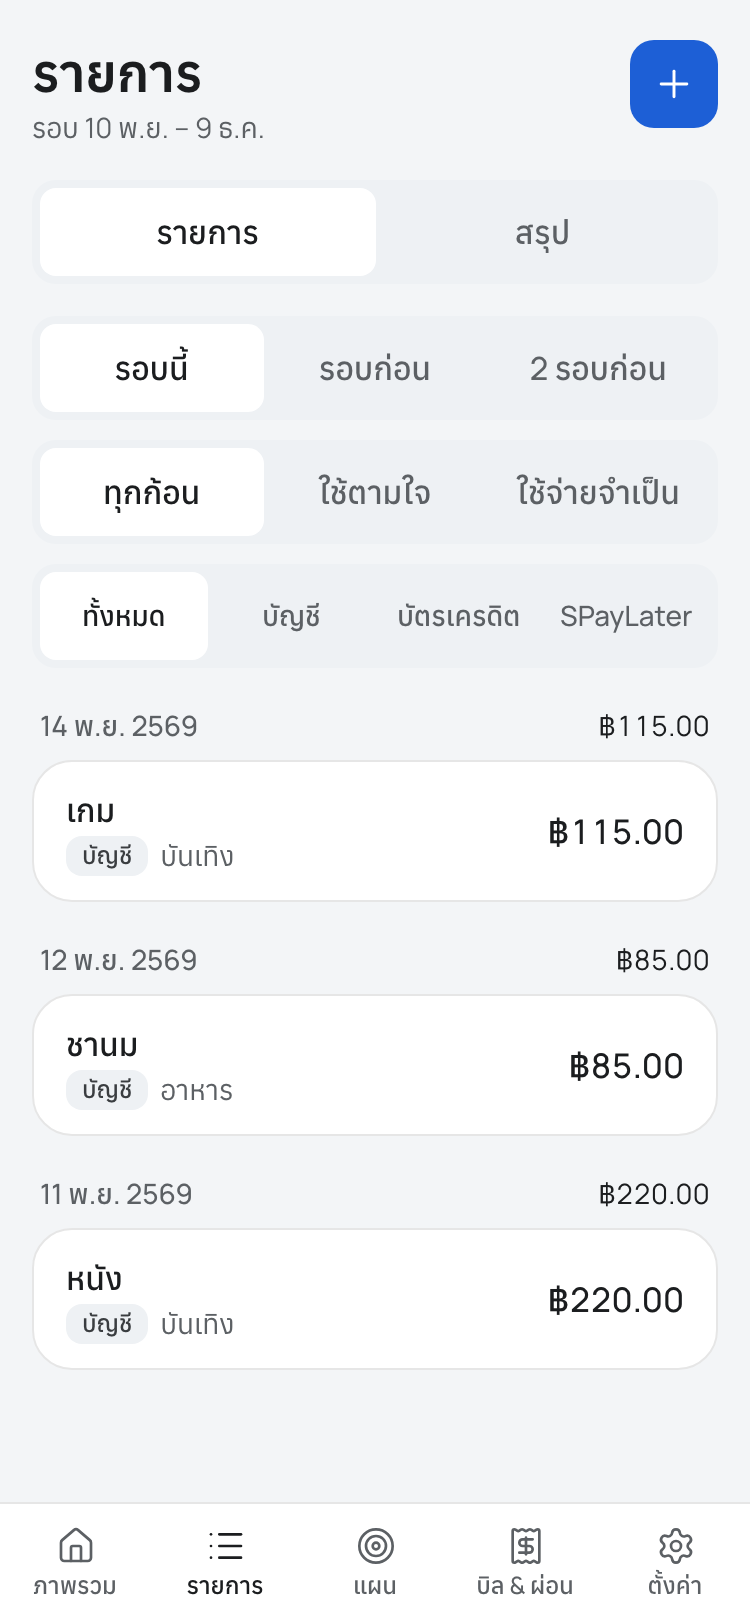 รายการ
รอบ 10 พ.ย. – 9 ธ.ค.
รายการ สรุป
รอบนี้ รอบก่อน 2 รอบก่อน
ทุกก้อน ใช้ตามใจ ใช้จ่ายจำเป็น
ทั้งหมด บัญชี บัตรเครดิต SPayLater
14 พ.ย. 2569 ฿115.00
เกม
บัญชี บันเทิง ฿115.00
12 พ.ย. 2569 ฿85.00
ชานม
บัญชี อาหาร ฿85.00
11 พ.ย. 2569 ฿220.00
หนัง
บัญชี บันเทิง ฿220.00
ภาพรวม รายการ แผน บิล & ผ่อน ตั้งค่า